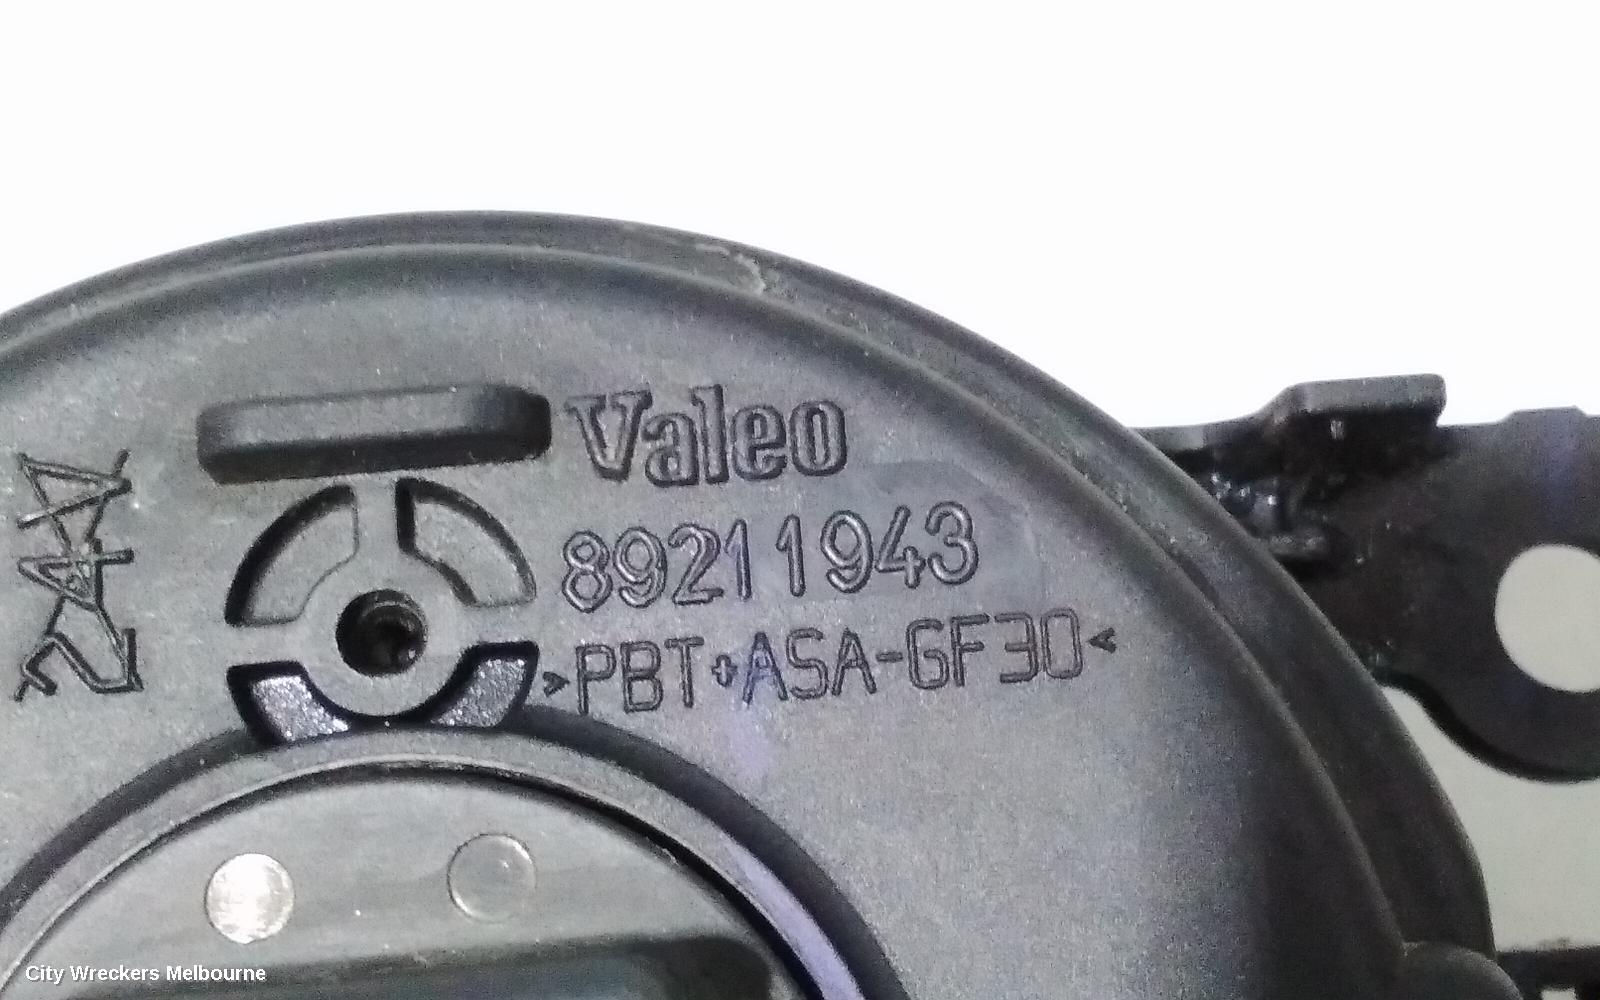 Valeo
89211943
>PBT+ASA-GF30<
City Wreckers Melbourne